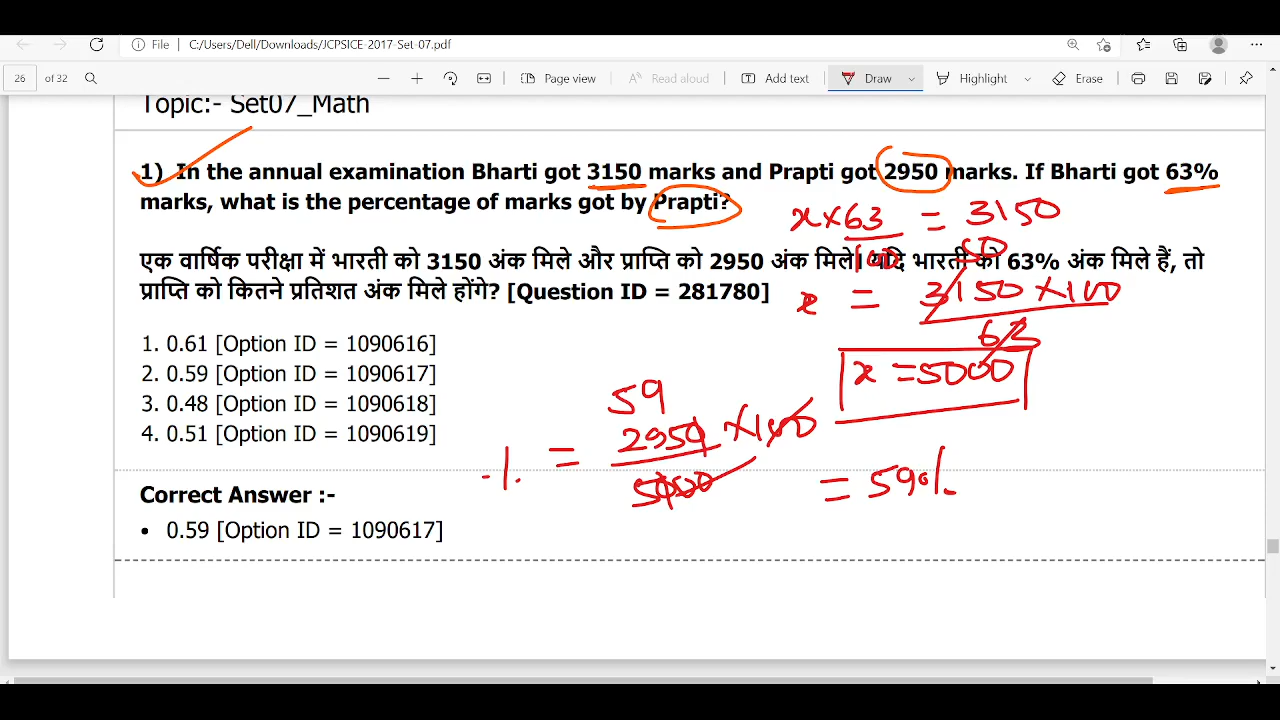 File C:/Users/Dell/Downloads/JCPSICE-2017-Set-07.pdf
26 of 32 Page view Read aloud Add text Draw Highlight Erase
Topic:- Set07_Math
1) In the annual examination Bharti got 3150 marks and Prapti got 2950 marks. If Bharti got 63%
marks, what is the percentage of marks got by Prapti?
x×63 = 3150
100 50
एक वार्षिक परीक्षा में भारती को 3150 अंक मिले और प्राप्ति को 2950 अंक मिले। यदि भारती को 63% अंक मिले हैं, तो
प्राप्ति को कितने प्रतिशत अंक मिले होंगे? [Question ID = 281780]
x = 3150×100
63
1. 0.61 [Option ID = 1090616]
2. 0.59 [Option ID = 1090617]
x = 5000
3. 0.48 [Option ID = 1090618]
59
4. 0.51 [Option ID = 1090619]
% = 2950 ×100
5000 = 59%
Correct Answer :-
• 0.59 [Option ID = 1090617]